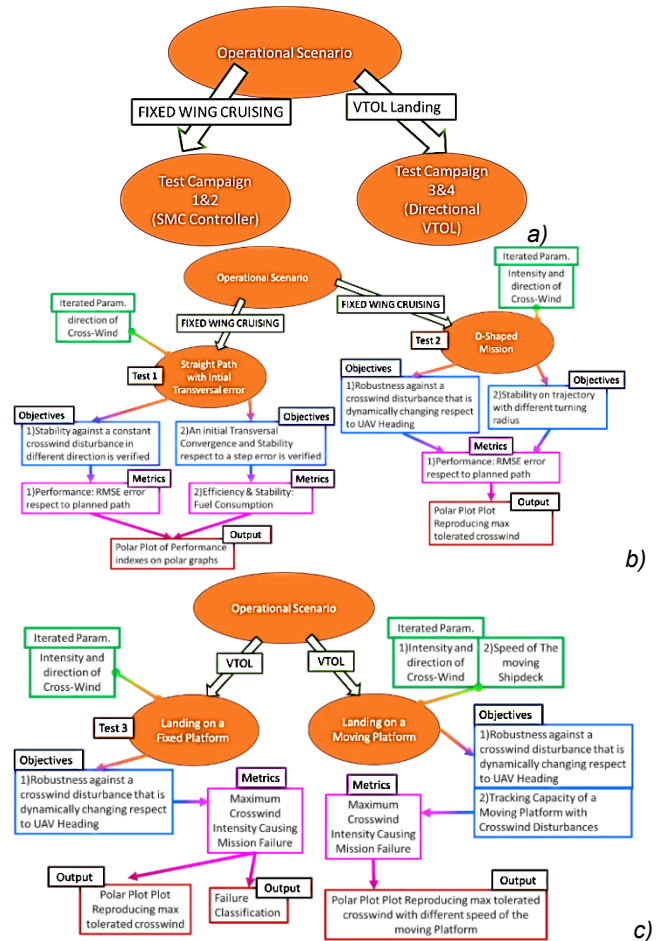 Operational Scenario
FIXED WING CRUISING
VTOL Landing
Test Campaign
1&2
(SMC Controller)
Test Campaign
3&4
(Directional
VTOL)
a)
Operational Scenario
Iterated Param.
direction of
Cross-Wind
FIXED WING CRUISING
FIXED WING CRUISING
Iterated Param.
Intensity and
direction of
Cross-Wind
Test 1
Straight Path
with Intial
Transversal error
Test 2
D-Shaped
Mission
Objectives
1)Stability against a constant
crosswind disturbance in
different direction is verified
Objectives
2)An initial Transversal
Convergence and Stability
respect to a step error is verified
Objectives
1)Robustness against a
crosswind disturbance that is
dynamically changing respect
to UAV Heading
Objectives
2)Stability on trajectory
with different turning
radius
Metrics
1)Performance: RMSE error
respect to planned path
Metrics
2)Efficiency & Stability:
Fuel Consumption
Metrics
1)Performance: RMSE error
respect to planned path
Output
Polar Plot of Performance
indexes on polar graphs
Output
Polar Plot Plot
Reproducing max
tolerated crosswind
b)
Operational Scenario
Iterated Param.
Intensity and
direction of
Cross-Wind
VTOL
VTOL
Iterated Param.
1)Intensity and
direction of
Cross-Wind
2)Speed of The
moving
Shipdeck
Test 3
Landing on a
Fixed Platform
Landing on a
Moving Platform
Objectives
1)Robustness against a
crosswind disturbance that is
dynamically changing respect
to UAV Heading
Metrics
Maximum
Crosswind
Intensity Causing
Mission Failure
Metrics
Maximum
Crosswind
Intensity Causing
Mission Failure
Objectives
1)Robustness against a
crosswind disturbance that is
dynamically changing respect
to UAV Heading
2)Tracking Capacity of a
Moving Platform with
Crosswind Disturbances
Output
Polar Plot Plot
Reproducing max
tolerated crosswind
Output
Failure
Classification
Output
Polar Plot Plot Reproducing max tolerated
crosswind with different speed of the
moving Platform
c)